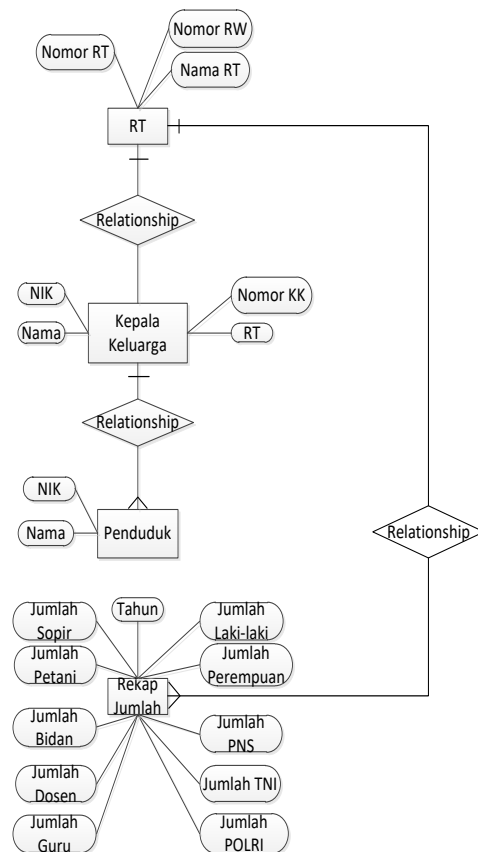 Nomor RW
Nomor RT
Nama RT
RT
Relationship
NIK
Nomor KK
Kepala
Keluarga
Nama
RT
Relationship
NIK
Nama
Penduduk
Relationship
Jumlah
Sopir
Tahun
Jumlah
Laki-laki
Jumlah
Petani
Jumlah
Perempuan
Rekap
Jumlah
Jumlah
Bidan
Jumlah
PNS
Jumlah
Dosen
Jumlah TNI
Jumlah
Guru
Jumlah
POLRI